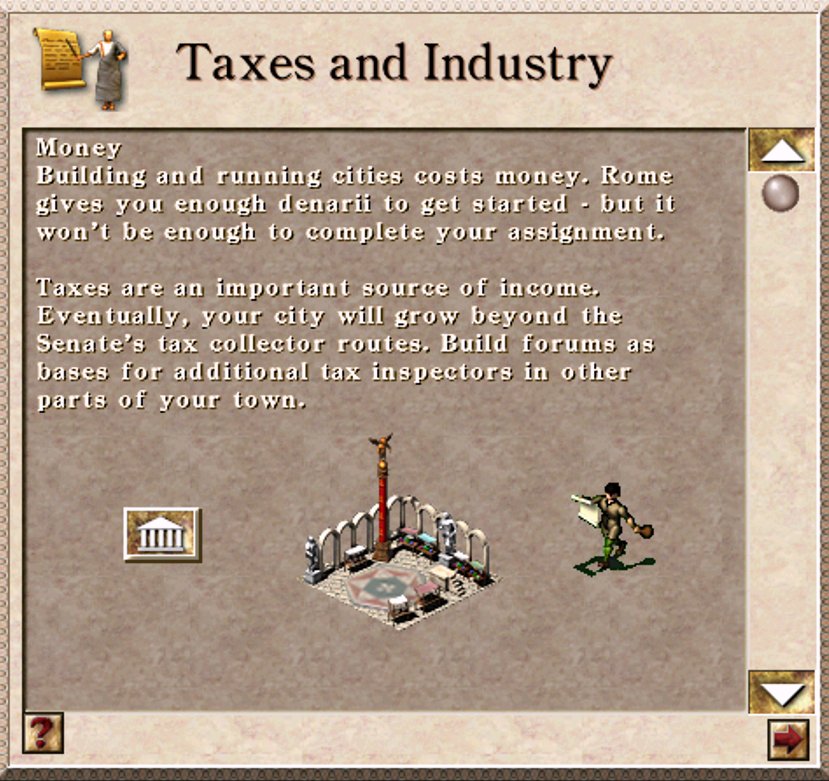 Taxes and Industry
Money
Building and running cities costs money. Rome
gives you enough denarii to get started - but it
won't be enough to complete your assignment.
Taxes are an important source of income.
Eventually, your city will grow beyond the
Senate's tax collector routes. Build forums as
bases for additional tax inspectors in other
parts of your town.
?